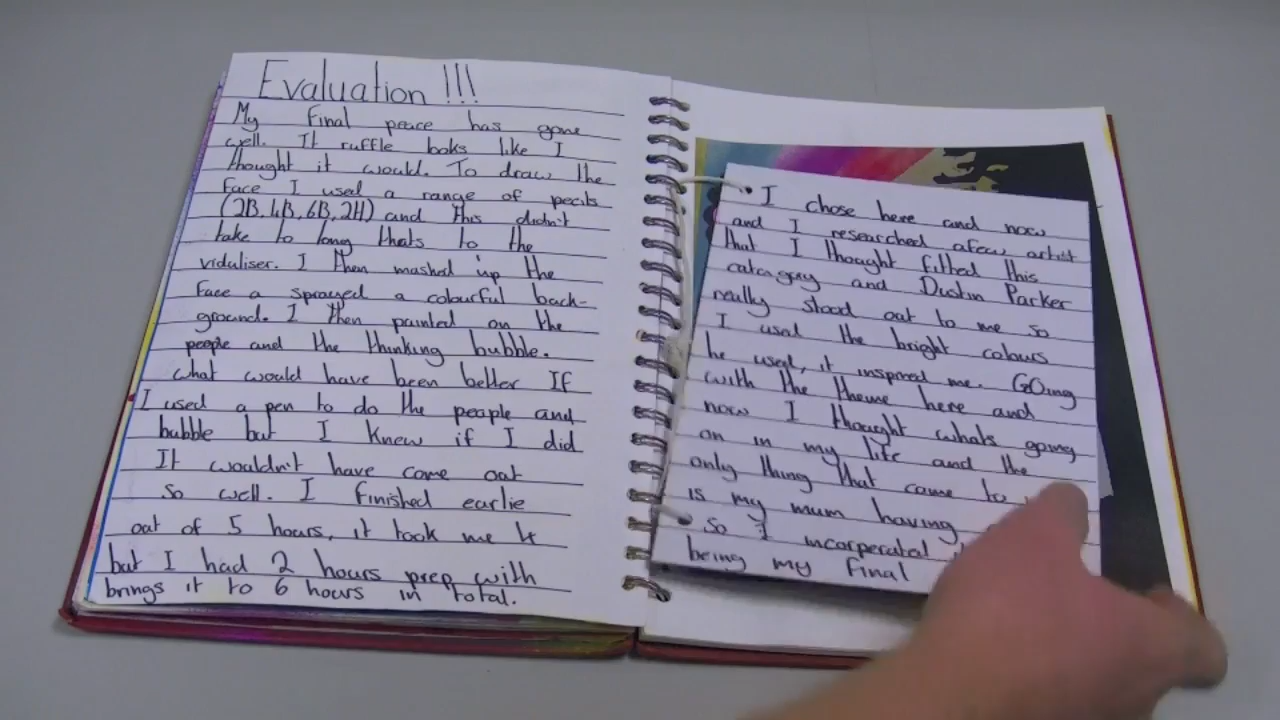 Evaluation !!!
My final peace has gone
well. It ruffle looks like I
thought it would. To draw the
face I used a range of pecils
(2B, 4B, 6B, 2H) and this didn't
take to long thats to the
viduliser. I then mashed up the
face a sprayed a colourful back-
ground. I then painted on the
people and the thinking bubble.
what would have been better If
I used a pen to do the people and
bubble but I knew if I did
It wouldn't have came out
so well. I finished earlie
out of 5 hours, it took me 4
but I had 2 hours prep with
brings it to 6 hours in total.
I chose here and now
and I researched afew artist
that I thought fitted this
catargary and Dustin Parker
really stood out to me so
I used the bright colours
he used, it inspired me. GOing
with the theme here and
now I thought whats going
on in my life and the
only thing that came to
is my mum having
so I incorperated
being my final